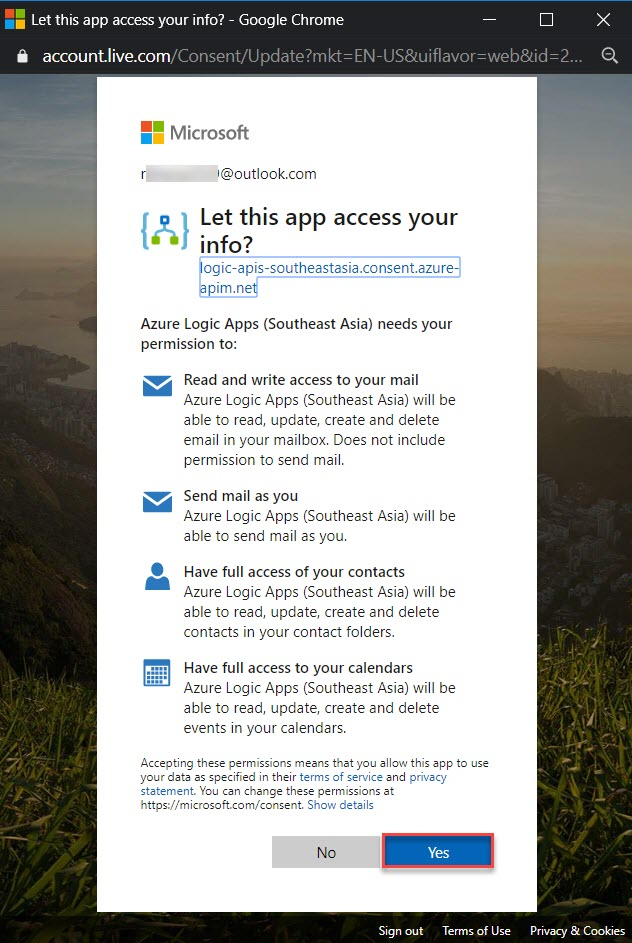 Let this app access your info? - Google Chrome
account.live.com/Consent/Update?mkt=EN-US&uiflavor=web&id=2...
Microsoft
r @outlook.com
Let this app access your
info?
logic-apis-southeastasia.consent.azure-
apim.net
Azure Logic Apps (Southeast Asia) needs your
permission to:
Read and write access to your mail
Azure Logic Apps (Southeast Asia) will be
able to read, update, create and delete
email in your mailbox. Does not include
permission to send mail.
Send mail as you
Azure Logic Apps (Southeast Asia) will be
able to send mail as you.
Have full access of your contacts
Azure Logic Apps (Southeast Asia) will be
able to read, update, create and delete
contacts in your contact folders.
Have full access to your calendars
Azure Logic Apps (Southeast Asia) will be
able to read, update, create and delete
events in your calendars.
Accepting these permissions means that you allow this app to use
your data as specified in their terms of service and privacy
statement. You can change these permissions at
https://microsoft.com/consent. Show details
No Yes
Sign out Terms of Use Privacy & Cookies